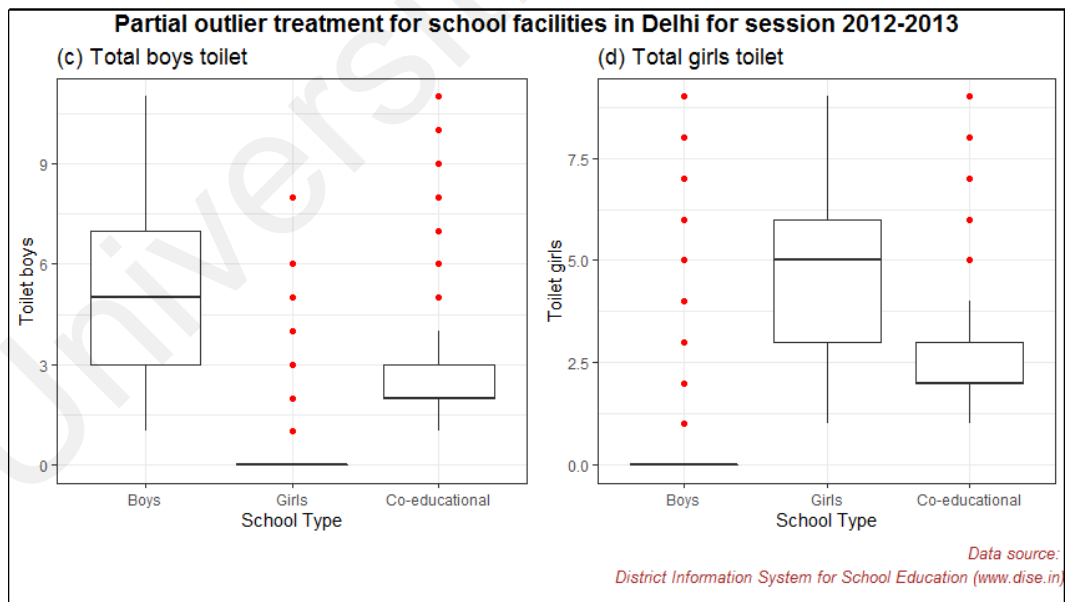 Partial outlier treatment for school facilities in Delhi for session 2012-2013
(c) Total boys toilet
Toilet boys
9
6
3
0
Boys Girls Co-educational
School Type
(d) Total girls toilet
Toilet girls
7.5
5.0
2.5
0.0
Boys Girls Co-educational
School Type
Data source:
District Information System for School Education (www.dise.in)